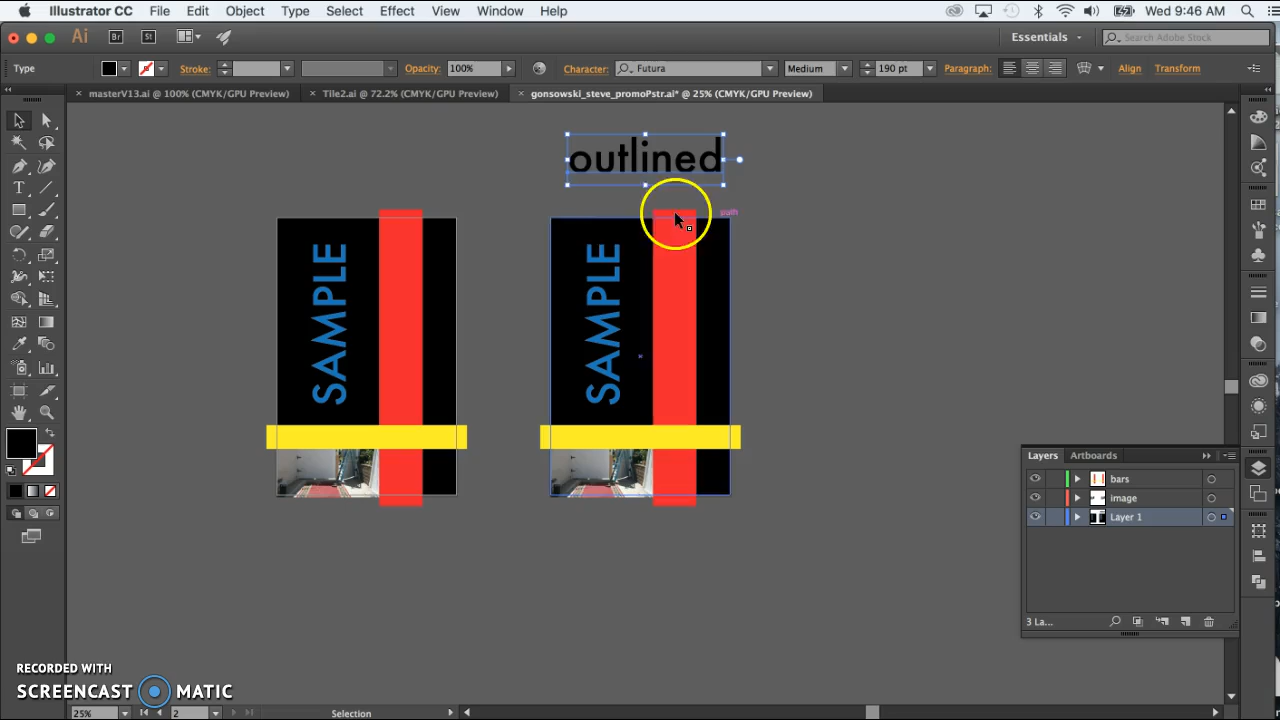 Illustrator CC File Edit Object Type Select Effect View Window Help Wed 9:46 AM
Ai Br St Essentials Search Adobe Stock
Type Stroke: Opacity: 100% Character: Futura Medium 190 pt Paragraph: Align Transform
× masterV13.ai @ 100% (CMYK/GPU Preview) × Tile2.ai @ 72.2% (CMYK/GPU Preview) × gonsowski_steve_promoPstr.ai* @ 25% (CMYK/GPU Preview)
outlined
path
SAMPLE
SAMPLE
Layers Artboards
bars
image
Layer 1
3 La...
RECORDED WITH
SCREENCAST MATIC
25% 2 Selection